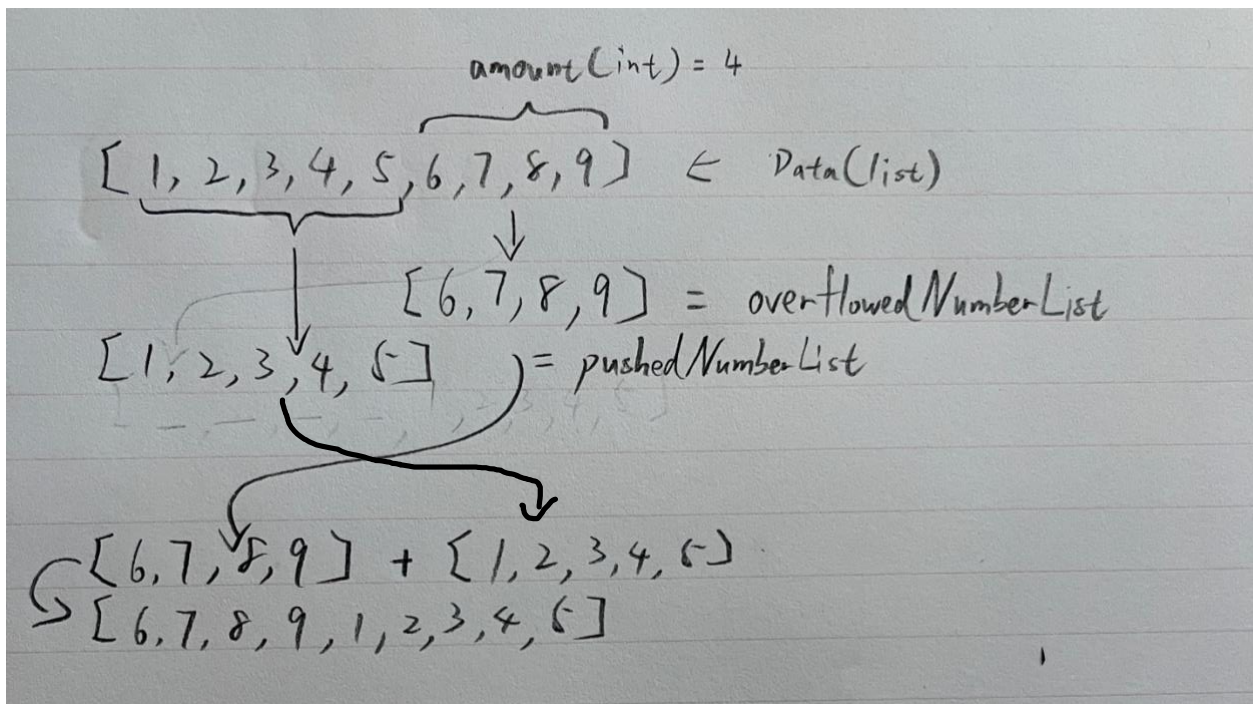 amount(int) = 4
[1, 2, 3, 4, 5, 6, 7, 8, 9] ← Data(list)
[6, 7, 8, 9] = overflowedNumberList
[1, 2, 3, 4, 5] = pushedNumberList
[6, 7, 8, 9] + [1, 2, 3, 4, 5]
[6, 7, 8, 9, 1, 2, 3, 4, 5]